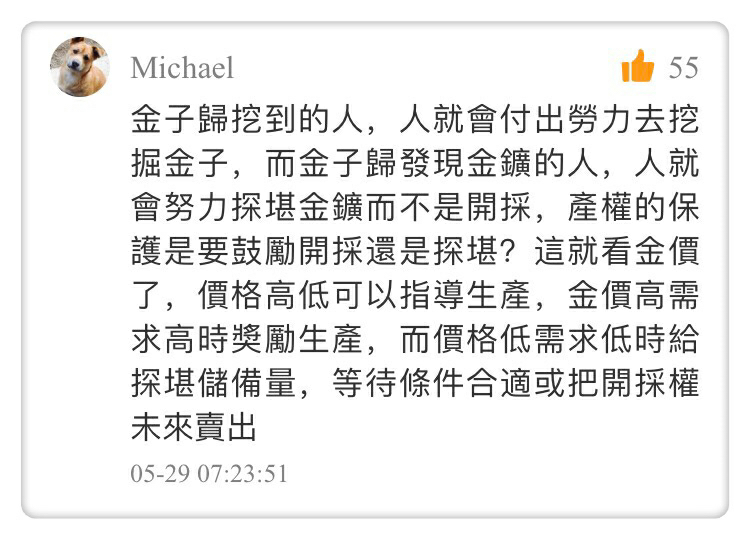 Michael
55
金子歸挖到的人，人就會付出勞力去挖
掘金子，而金子歸發現金鑛的人，人就
會努力探堪金鑛而不是開採，產權的保
護是要鼓勵開採還是探堪？這就看金價
了，價格高低可以指導生產，金價高需
求高時獎勵生產，而價格低需求低時給
探堪儲備量，等待條件合適或把開採權
未來賣出
05-29 07:23:51